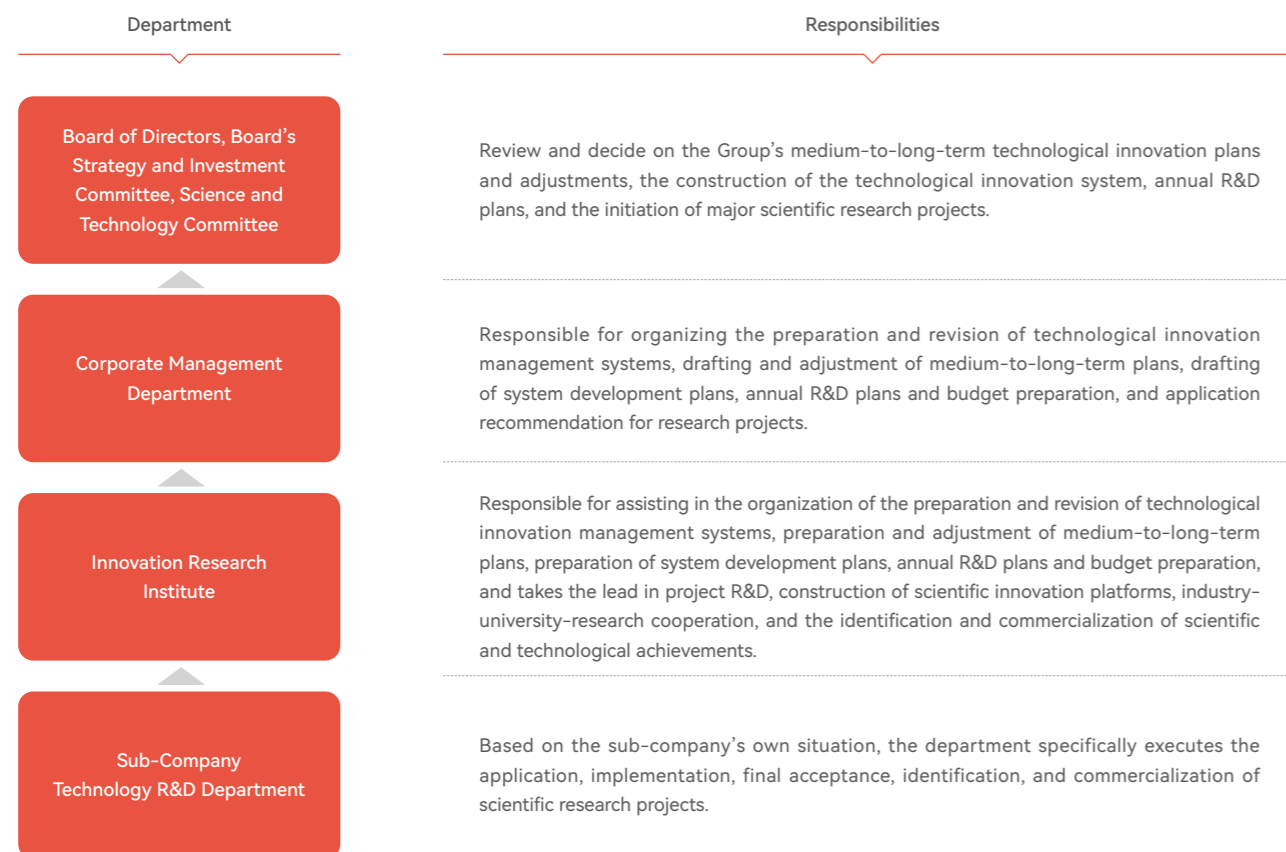 Department
Responsibilities
Board of Directors, Board’s
Strategy and Investment
Committee, Science and
Technology Committee
Review and decide on the Group’s medium-to-long-term technological innovation plans
and adjustments, the construction of the technological innovation system, annual R&D
plans, and the initiation of major scientific research projects.
Corporate Management
Department
Responsible for organizing the preparation and revision of technological innovation
management systems, drafting and adjustment of medium-to-long-term plans, drafting
of system development plans, annual R&D plans and budget preparation, and application
recommendation for research projects.
Innovation Research
Institute
Responsible for assisting in the organization of the preparation and revision of technological
innovation management systems, preparation and adjustment of medium-to-long-term
plans, preparation of system development plans, annual R&D plans and budget preparation,
and takes the lead in project R&D, construction of scientific innovation platforms, industry-
university-research cooperation, and the identification and commercialization of scientific
and technological achievements.
Sub-Company
Technology R&D Department
Based on the sub-company’s own situation, the department specifically executes the
application, implementation, final acceptance, identification, and commercialization of
scientific research projects.